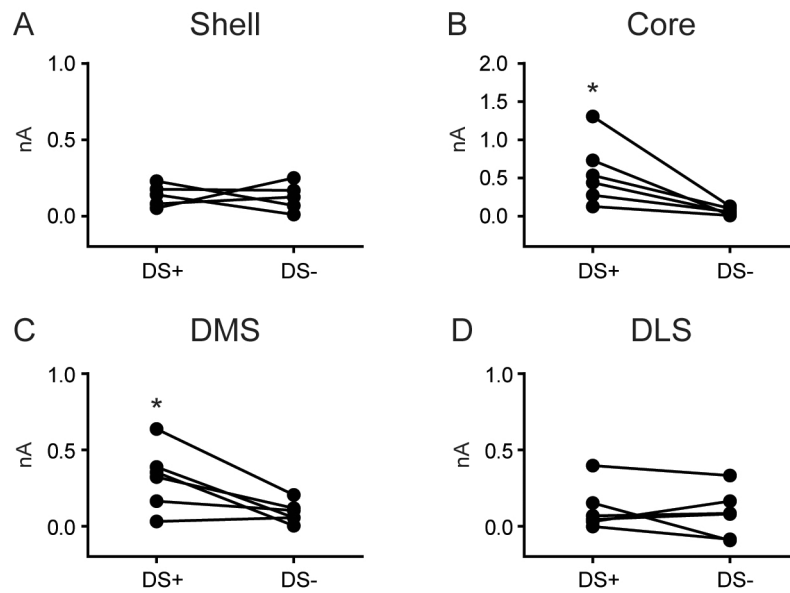 A Shell
1.0
0.5
0.0
nA
DS+ DS-
B Core
2.0
*
1.5
1.0
0.5
0.0
nA
DS+ DS-
C DMS
1.0
*
0.5
0.0
nA
DS+ DS-
D DLS
1.0
0.5
0.0
nA
DS+ DS-